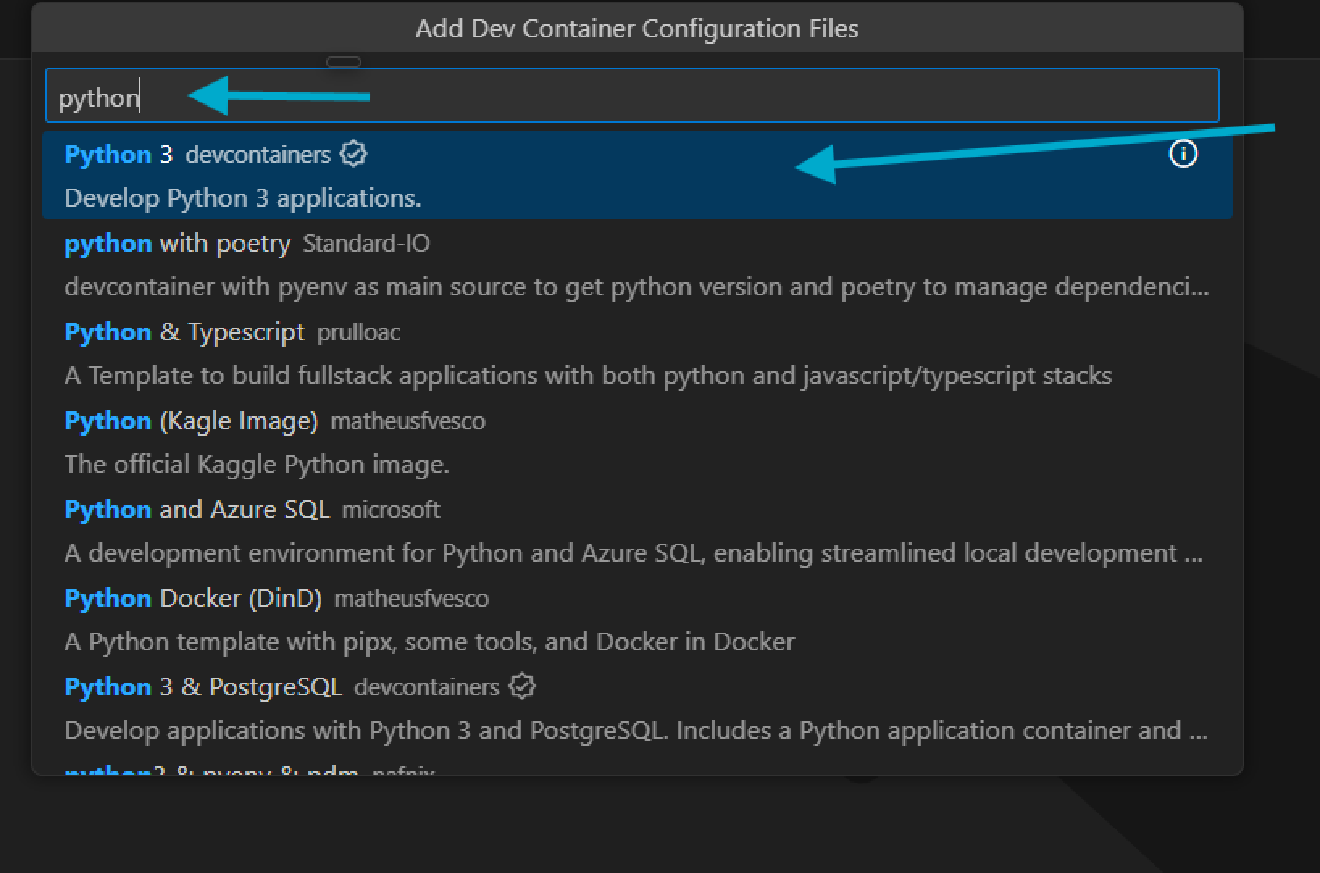 Add Dev Container Configuration Files
python
Python 3 devcontainers
Develop Python 3 applications.
python with poetry Standard-IO
devcontainer with pyenv as main source to get python version and poetry to manage dependenci...
Python & Typescript prulloac
A Template to build fullstack applications with both python and javascript/typescript stacks
Python (Kagle Image) matheusfvesco
The official Kaggle Python image.
Python and Azure SQL microsoft
A development environment for Python and Azure SQL, enabling streamlined local development ...
Python Docker (DinD) matheusfvesco
A Python template with pipx, some tools, and Docker in Docker
Python 3 & PostgreSQL devcontainers
Develop applications with Python 3 and PostgreSQL. Includes a Python application container and ...